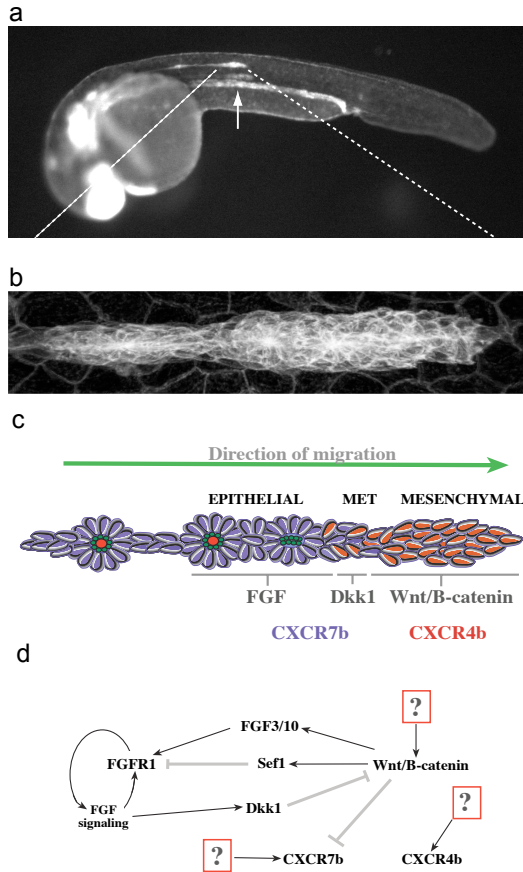 a
b
c
Direction of migration
EPITHELIAL MET MESENCHYMAL
FGF Dkk1 Wnt/B-catenin
CXCR7b CXCR4b
d
FGF3/10
?
FGFR1 Sef1 Wnt/B-catenin
?
FGF
signaling
Dkk1
?
CXCR7b CXCR4b